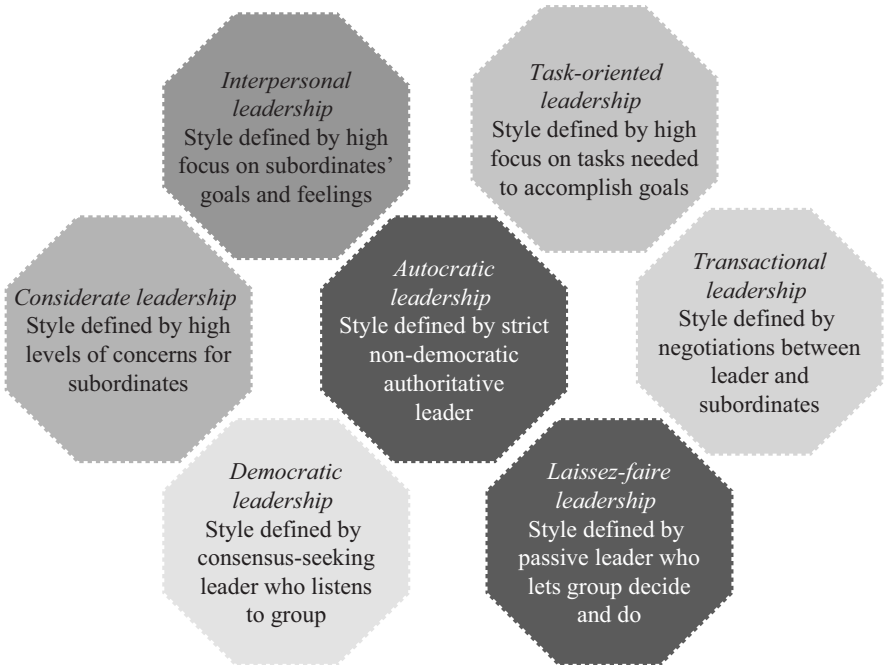 Interpersonal
leadership
Style defined by high
focus on subordinates’
goals and feelings
Task-oriented
leadership
Style defined by high
focus on tasks needed
to accomplish goals
Considerate leadership
Style defined by high
levels of concerns for
subordinates
Autocratic
leadership
Style defined by strict
non-democratic
authoritative
leader
Transactional
leadership
Style defined by
negotiations between
leader and
subordinates
Democratic
leadership
Style defined by
consensus-seeking
leader who listens
to group
Laissez-faire
leadership
Style defined by
passive leader who
lets group decide
and do